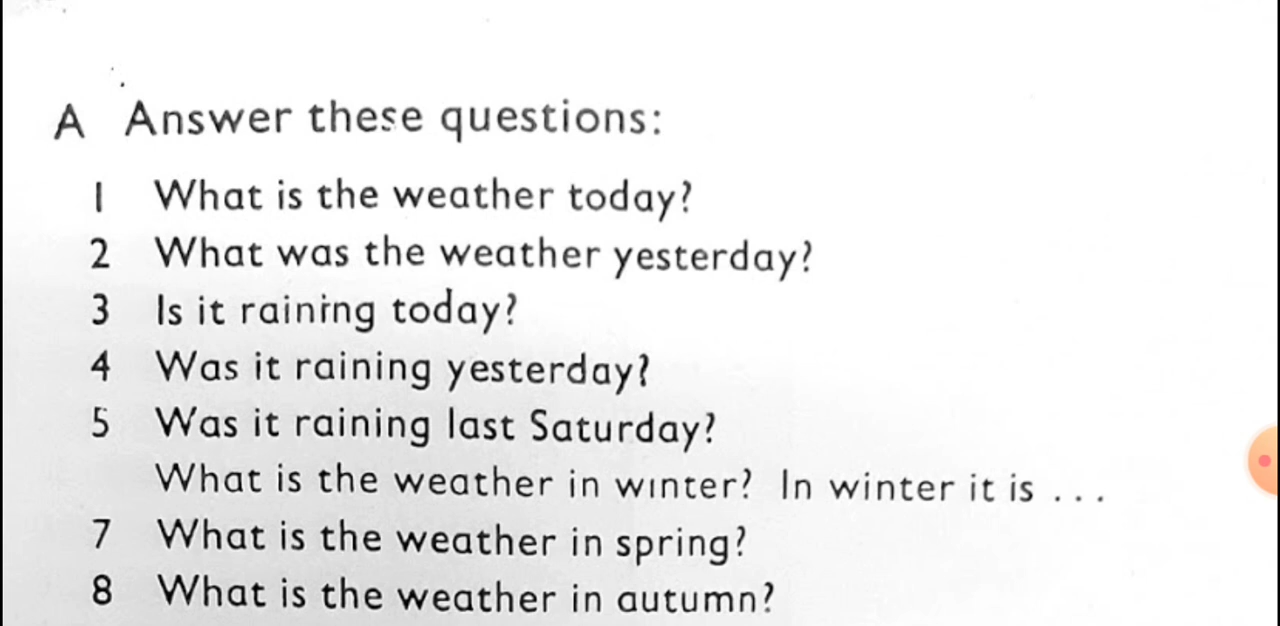 A Answer these questions:
1 What is the weather today?
2 What was the weather yesterday?
3 Is it raining today?
4 Was it raining yesterday?
5 Was it raining last Saturday?
What is the weather in winter? In winter it is ...
7 What is the weather in spring?
8 What is the weather in autumn?